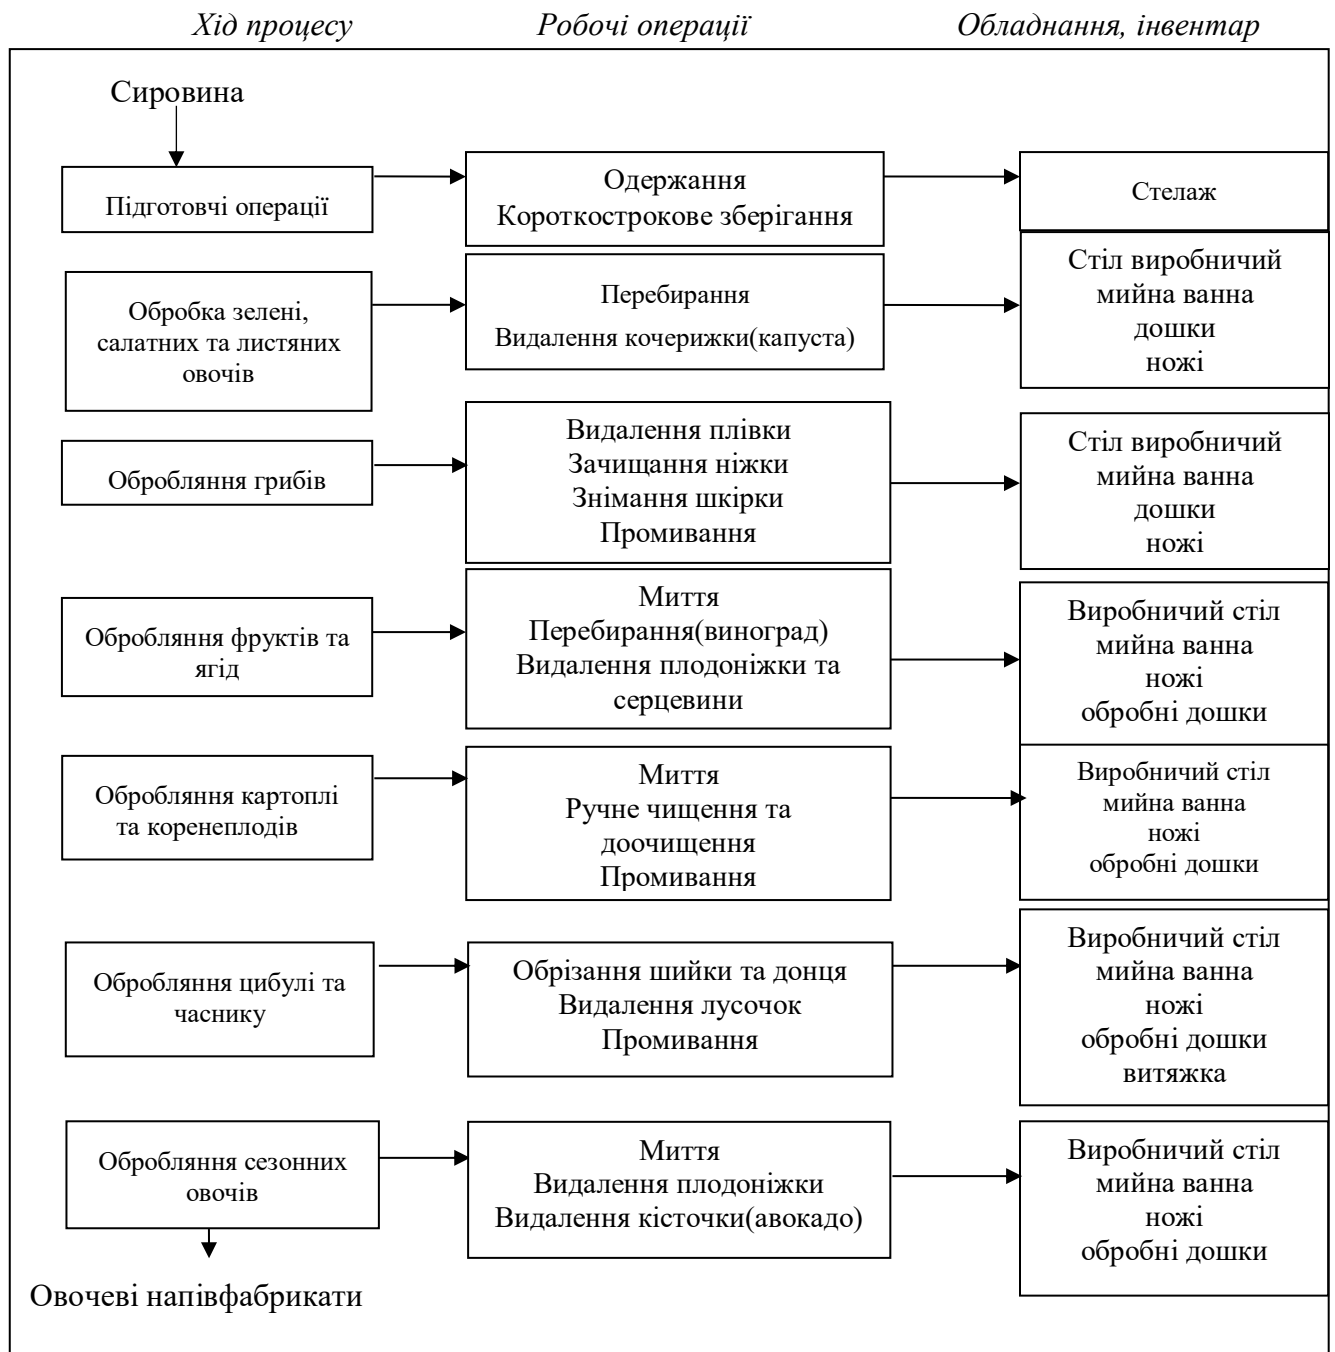 Хід процесу
Робочі операції
Обладнання, інвентар
Сировина
Підготовчі операції
Одержання
Короткострокове зберігання
Стелаж
Обробка зелені,
салатних та листяних
овочів
Перебирання
Видалення кочерижки(капуста)
Стіл виробничий
мийна ванна
дошки
ножі
Обробляння грибів
Видалення плівки
Зачищання ніжки
Знімання шкірки
Промивання
Стіл виробничий
мийна ванна
дошки
ножі
Обробляння фруктів та
ягід
Миття
Перебирання(виноград)
Видалення плодоніжки та
серцевини
Виробничий стіл
мийна ванна
ножі
обробні дошки
Обробляння картоплі
та коренеплодів
Миття
Ручне чищення та
доочищення
Промивання
Виробничий стіл
мийна ванна
ножі
обробні дошки
Обробляння цибулі та
часнику
Обрізання шийки та донця
Видалення лусочок
Промивання
Виробничий стіл
мийна ванна
ножі
обробні дошки
витяжка
Обробляння сезонних
овочів
Миття
Видалення плодоніжки
Видалення кісточки(авокадо)
Виробничий стіл
мийна ванна
ножі
обробні дошки
Овочеві напівфабрикати